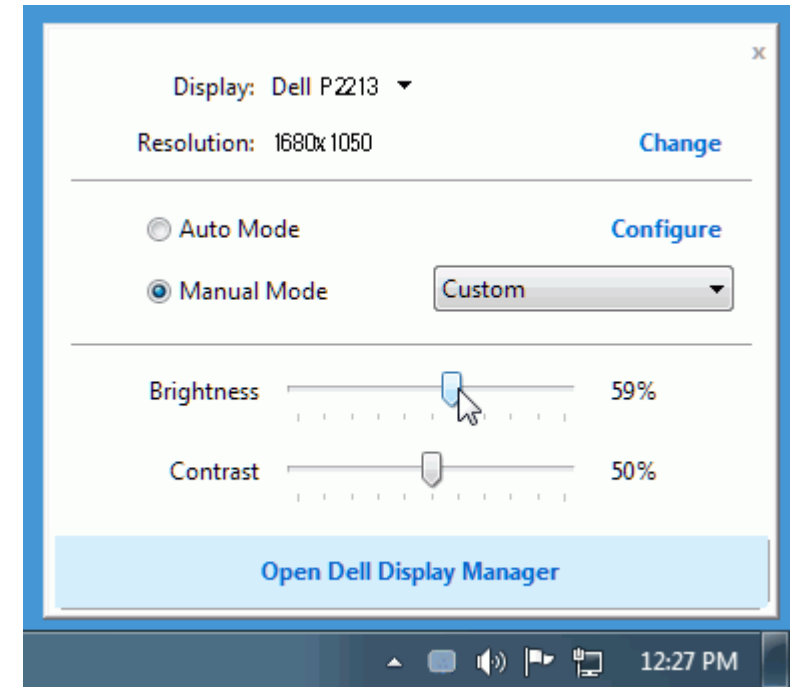 x
Display: Dell P2213
Resolution: 1680x1050 Change
Auto Mode Configure
Manual Mode Custom
Brightness 59%
Contrast 50%
Open Dell Display Manager
12:27 PM